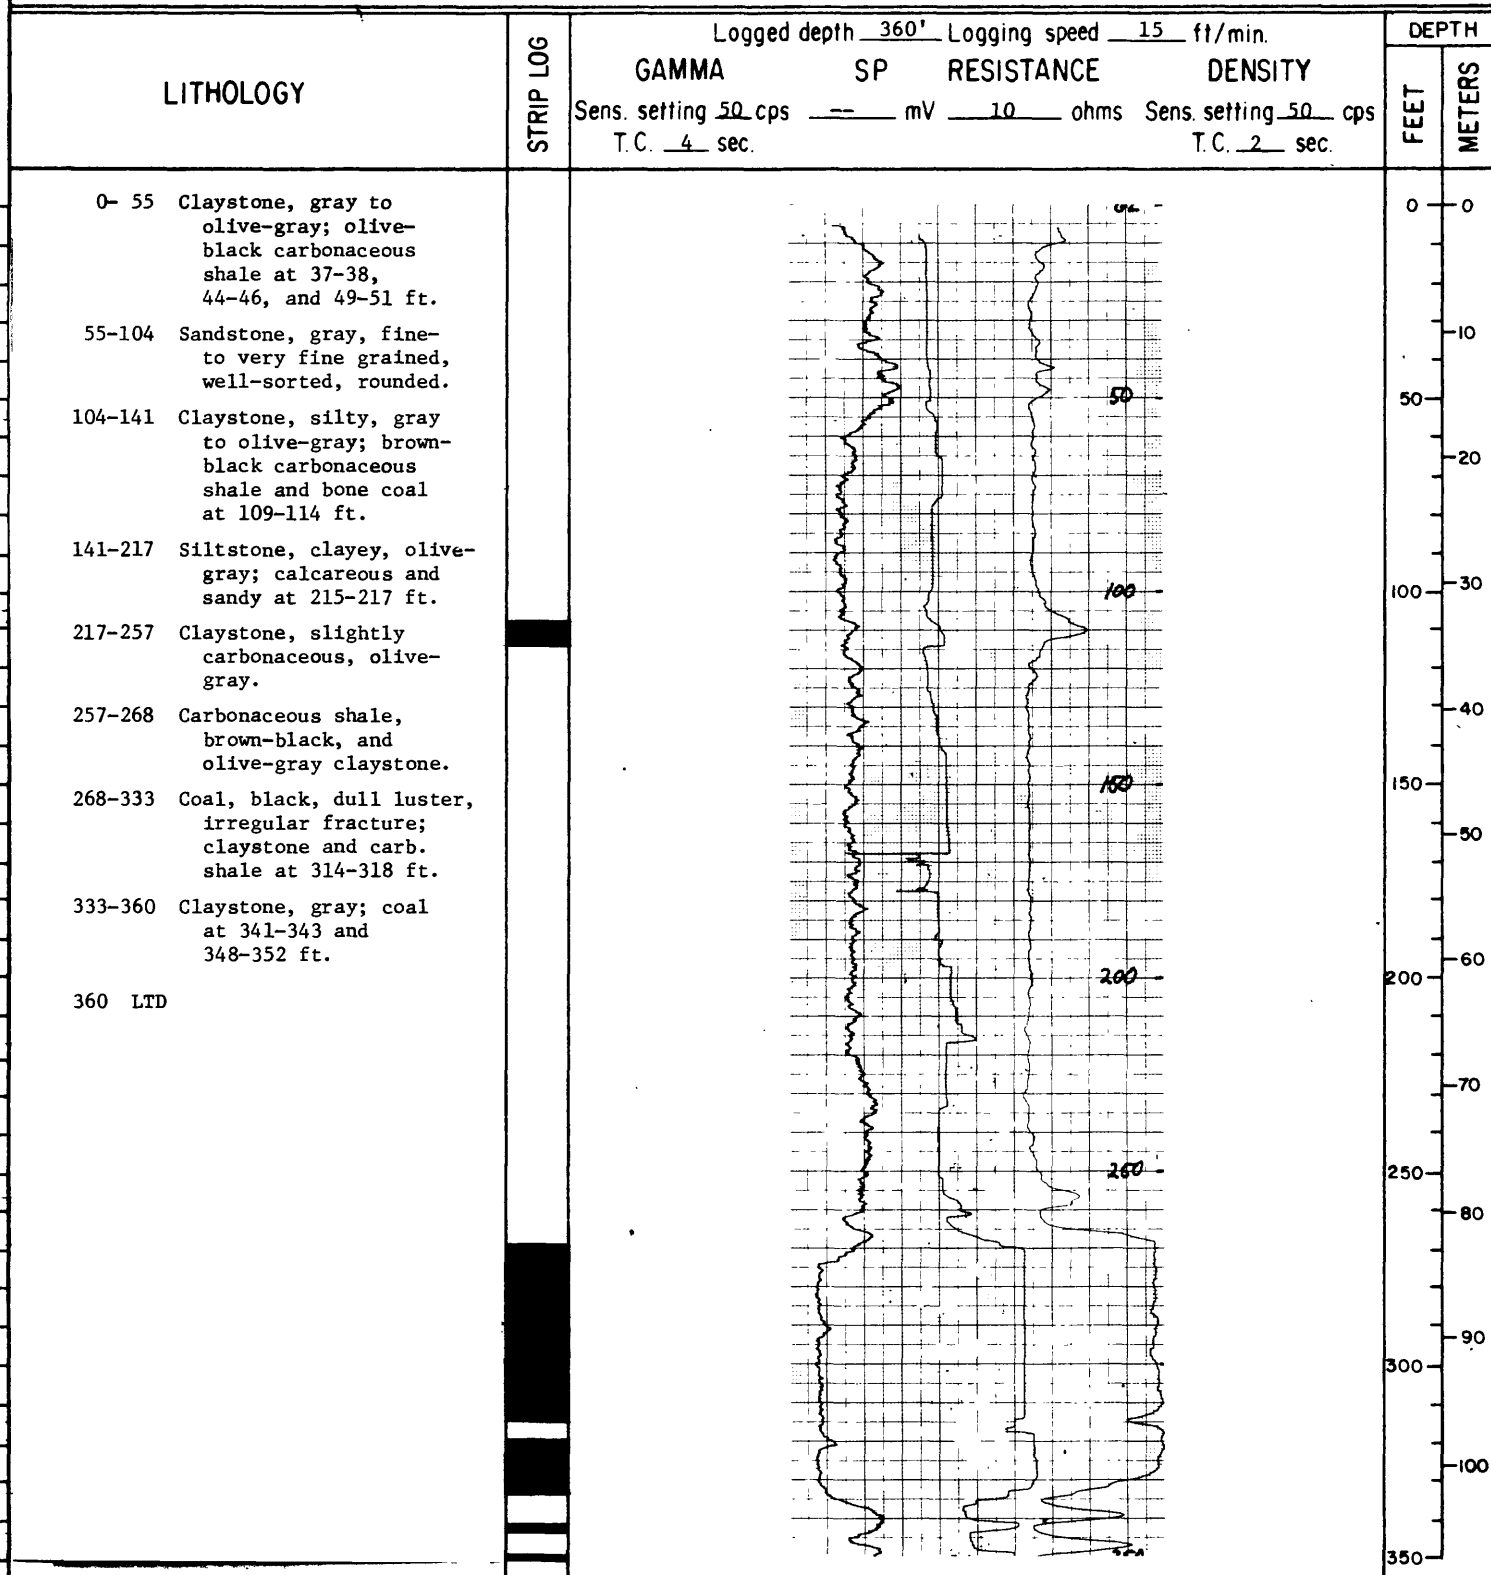 Logged depth 360' Logging speed 15 ft/min.
DEPTH
LITHOLOGY
STRIP LOG
GAMMA SP RESISTANCE DENSITY
FEET
METERS
Sens. setting 50 cps -- mV 10 ohms Sens. setting 50 cps
T.C. 4 sec. T.C. 2 sec.
0- 55 Claystone, gray to
olive-gray; olive-
black carbonaceous
shale at 37-38,
44-46, and 49-51 ft.
55-104 Sandstone, gray, fine-
to very fine grained,
well-sorted, rounded.
104-141 Claystone, silty, gray
to olive-gray; brown-
black carbonaceous
shale and bone coal
at 109-114 ft.
141-217 Siltstone, clayey, olive-
gray; calcareous and
sandy at 215-217 ft.
217-257 Claystone, slightly
carbonaceous, olive-
gray.
257-268 Carbonaceous shale,
brown-black, and
olive-gray claystone.
268-333 Coal, black, dull luster,
irregular fracture;
claystone and carb.
shale at 314-318 ft.
333-360 Claystone, gray; coal
at 341-343 and
348-352 ft.
360 LTD
50
100
150
200
250
0
50
100
150
200
250
300
350
0
10
20
30
40
50
60
70
80
90
100